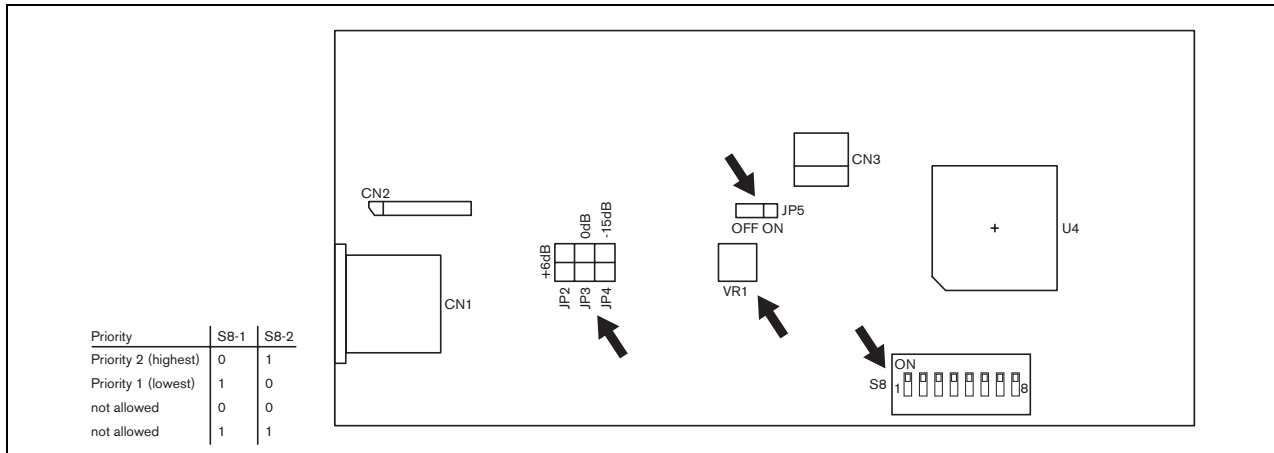 CN3
CN2
JP5
OFF ON
+6dB
0dB
-15dB
U4
JP2
JP3
JP4
VR1
CN1
Priority S8-1 S8-2
Priority 2 (highest) 0 1
Priority 1 (lowest) 1 0
not allowed 0 0
not allowed 1 1
ON
S8 1 8